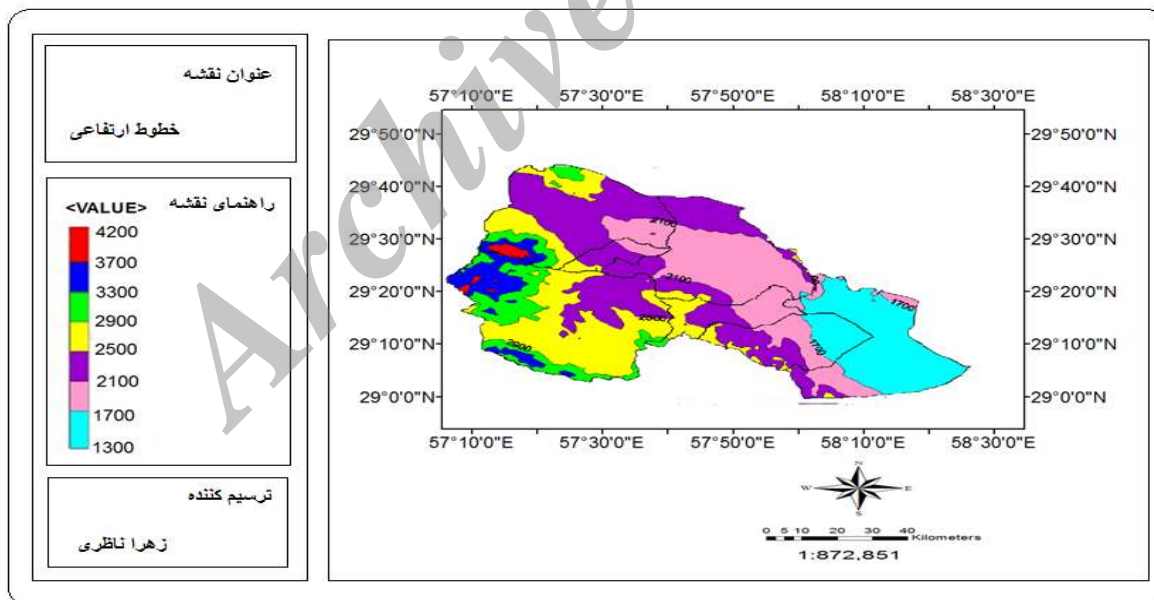 عنوان نقشه
خطوط ارتفاعی
راهنمای نقشه
<VALUE>
4200
3700
3300
2900
2500
2100
1700
1300
ترسیم کننده
زهرا ناظری
57°10'0"E 57°30'0"E 57°50'0"E 58°10'0"E 58°30'0"E
29°50'0"N 29°50'0"N
29°40'0"N 29°40'0"N
29°30'0"N 29°30'0"N
29°20'0"N 29°20'0"N
29°10'0"N 29°10'0"N
29°0'0"N 29°0'0"N
57°10'0"E 57°30'0"E 57°50'0"E 58°10'0"E 58°30'0"E
2100
2100
1700
2900
1700
N
W E
S
0 5 10 20 30 40
Kilometers
1:872,851
Archive